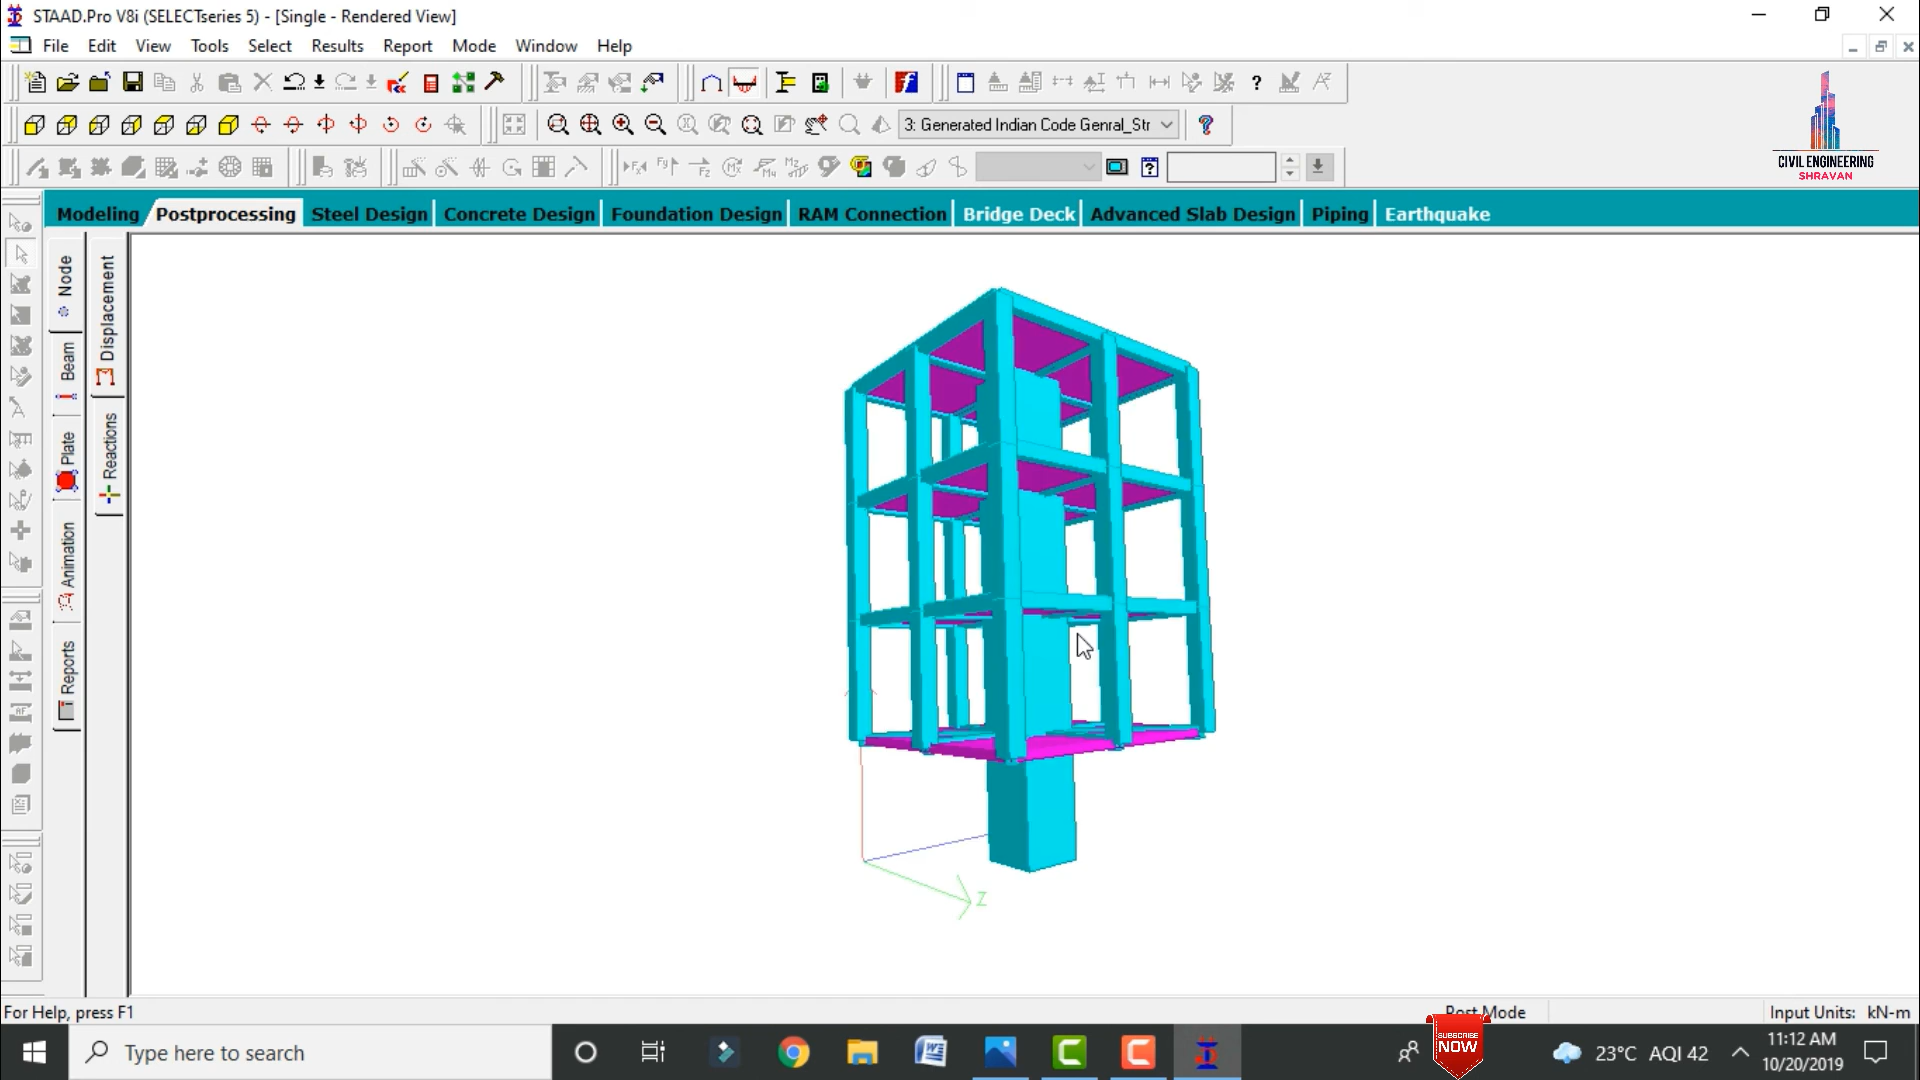 STAAD.Pro V8i (SELECTseries 5) - [Single - Rendered View]
File Edit View Tools Select Results Report Mode Window Help
3: Generated Indian Code Genral_Str
CIVIL ENGINEERING
SHRAVAN
Modeling Postprocessing Steel Design Concrete Design Foundation Design RAM Connection Bridge Deck Advanced Slab Design Piping Earthquake
Node
Beam
Plate
Animation
Reports
Displacement
Reactions
Z
For Help, press F1
Post Mode
Input Units: kN-m
Type here to search
SUBSCRIBE
NOW
23°C AQI 42
11:12 AM
10/20/2019